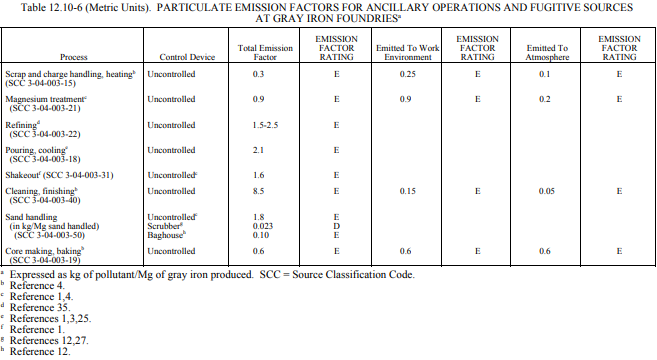 Table 12.10-6 (Metric Units). PARTICULATE EMISSION FACTORS FOR ANCILLARY OPERATIONS AND FUGITIVE SOURCES
AT GRAY IRON FOUNDRIESa
Process Control Device Total Emission Factor EMISSION FACTOR RATING Emitted To Work Environment EMISSION FACTOR RATING Emitted To Atmosphere EMISSION FACTOR RATING
Scrap and charge handling, heatingb Uncontrolled 0.3 E 0.25 E 0.1 E
(SCC 3-04-003-15)
Magnesium treatmentc Uncontrolled 0.9 E 0.9 E 0.2 E
(SCC 3-04-003-21)
Refiningd Uncontrolled 1.5-2.5 E
(SCC 3-04-003-22)
Pouring, coolinge Uncontrolled 2.1 E
(SCC 3-04-003-18)
Shakeoutf (SCC 3-04-003-31) Uncontrolledc 1.6 E
Cleaning, finishingb Uncontrolled 8.5 E 0.15 E 0.05 E
(SCC 3-04-003-40)
Sand handling Uncontrolledc 1.8 E
(in kg/Mg sand handled) Scrubberg 0.023 D
(SCC 3-04-003-50) Baghouseh 0.10 E
Core making, bakingb Uncontrolled 0.6 E 0.6 E 0.6 E
(SCC 3-04-003-19)
a Expressed as kg of pollutant/Mg of gray iron produced. SCC = Source Classification Code.
b Reference 4.
c Reference 1,4.
d Reference 35.
e References 1,3,25.
f Reference 1.
g References 12,27.
h Reference 12.